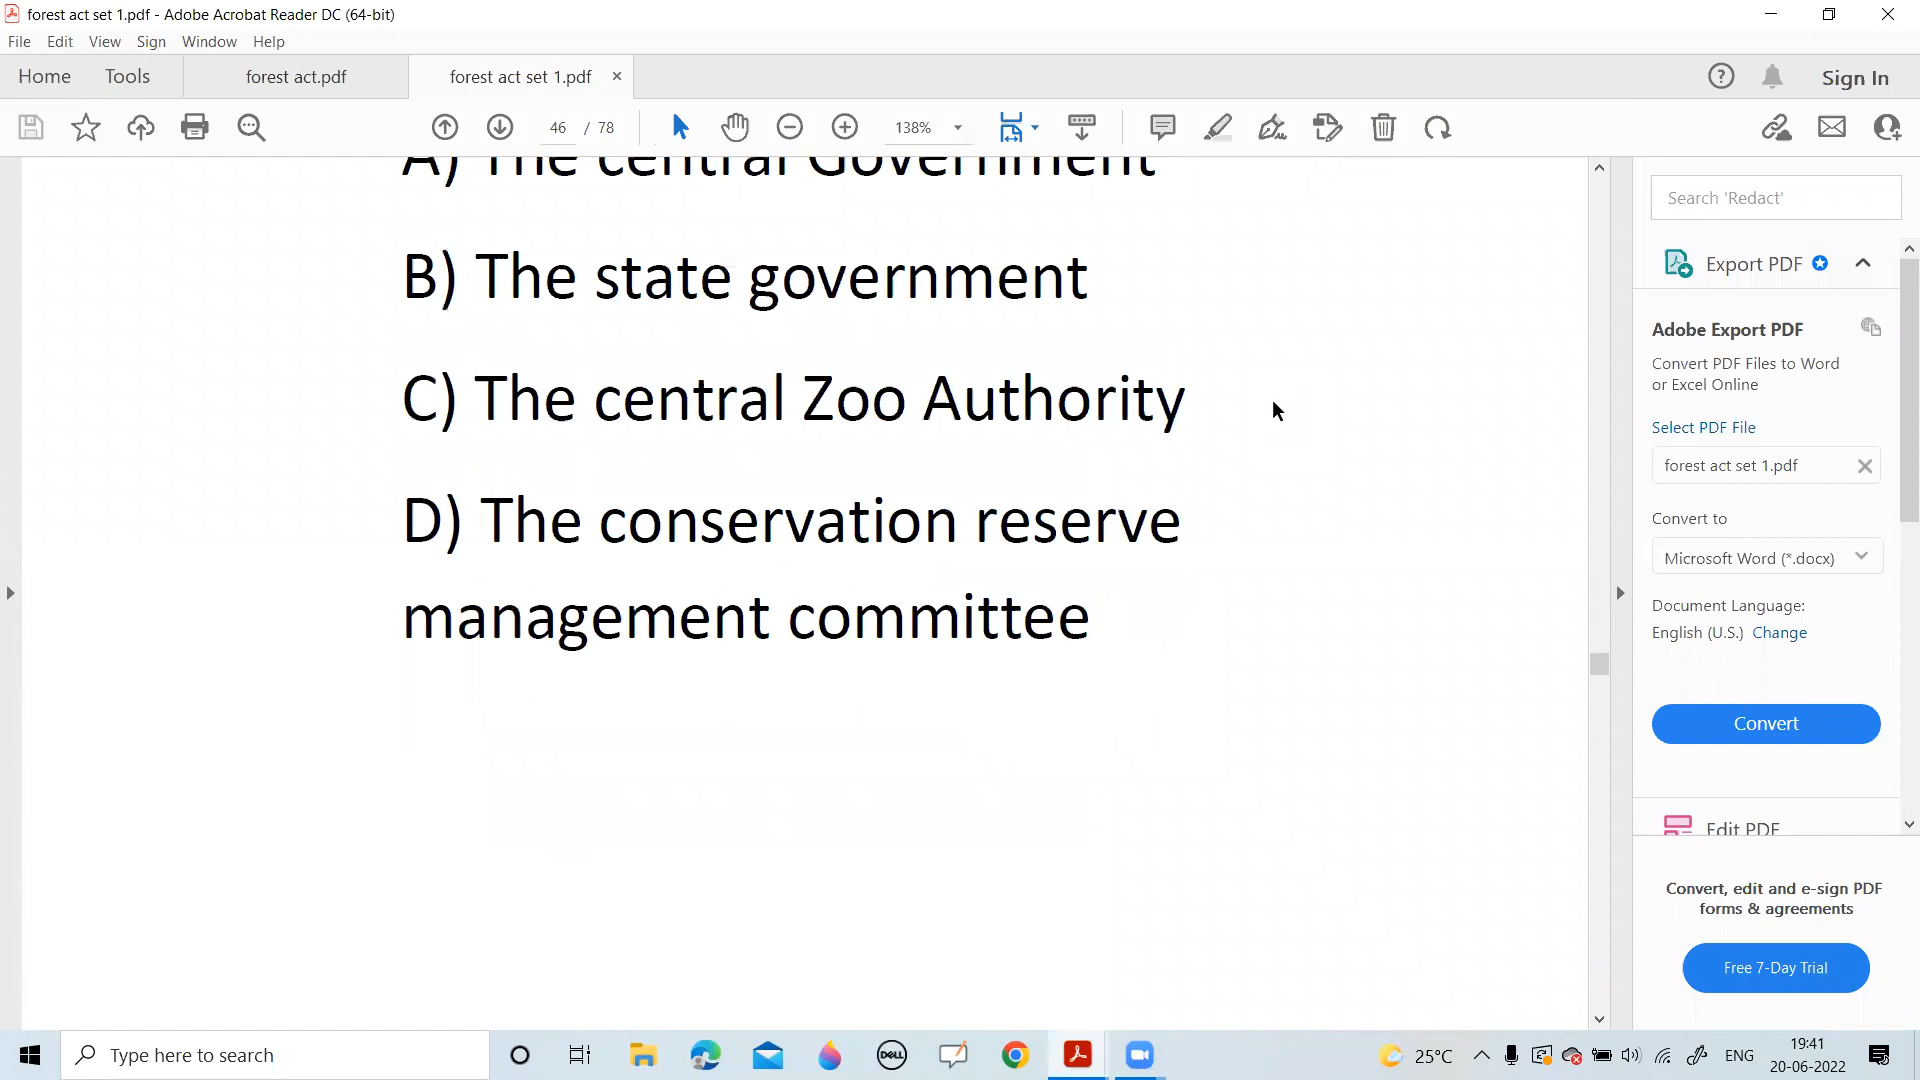 forest act set 1.pdf - Adobe Acrobat Reader DC (64-bit)
File Edit View Sign Window Help
Home Tools forest act.pdf forest act set 1.pdf × Sign In
46 / 78 138%
A) The central Government
B) The state government
C) The central Zoo Authority
D) The conservation reserve
management committee
Search 'Redact'
Export PDF
Adobe Export PDF
Convert PDF Files to Word
or Excel Online
Select PDF File
forest act set 1.pdf
Convert to
Microsoft Word (*.docx)
Document Language:
English (U.S.) Change
Convert
Edit PDF
Convert, edit and e-sign PDF
forms & agreements
Free 7-Day Trial
Type here to search
DELL
25°C
ENG
19:41
20-06-2022